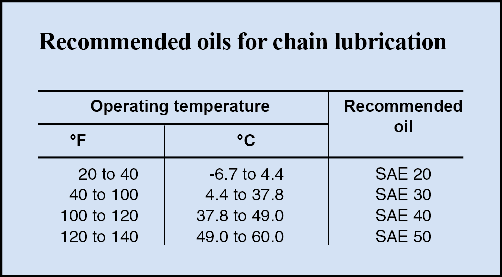 Recommended oils for chain lubrication
Operating temperature Recommended oil
°F °C
20 to 40 -6.7 to 4.4 SAE 20
40 to 100 4.4 to 37.8 SAE 30
100 to 120 37.8 to 49.0 SAE 40
120 to 140 49.0 to 60.0 SAE 50